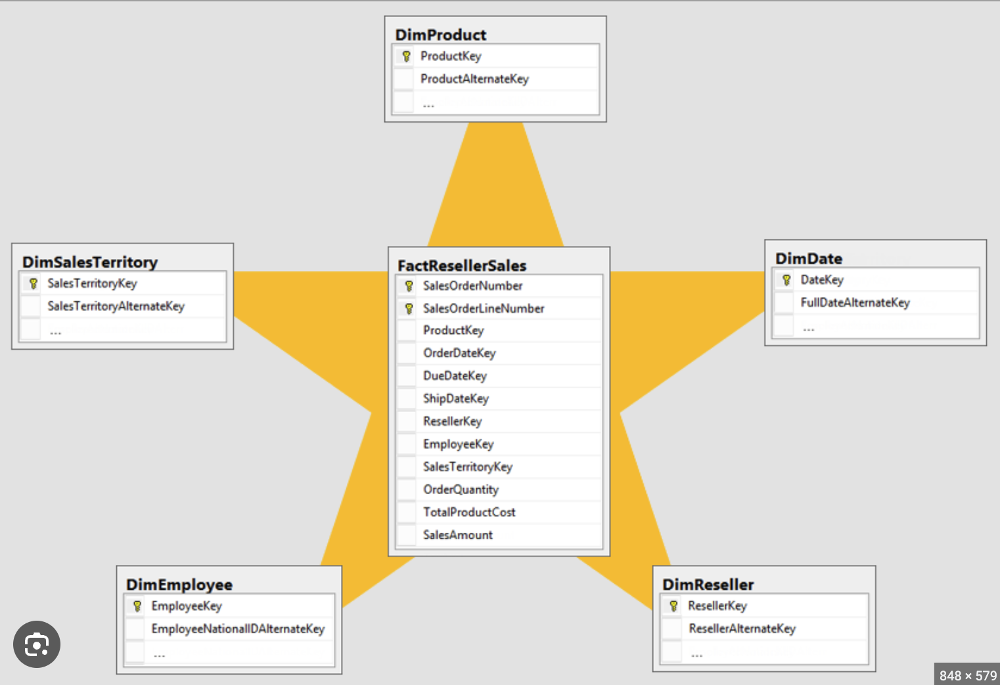 DimProduct
ProductKey
ProductAlternateKey
...
DimSalesTerritory
SalesTerritoryKey
SalesTerritoryAlternateKey
...
FactResellerSales
SalesOrderNumber
SalesOrderLineNumber
ProductKey
OrderDateKey
DueDateKey
ShipDateKey
ResellerKey
EmployeeKey
SalesTerritoryKey
OrderQuantity
TotalProductCost
SalesAmount
DimDate
DateKey
FullDateAlternateKey
...
DimEmployee
EmployeeKey
EmployeeNationalIDAlternateKey
...
DimReseller
ResellerKey
ResellerAlternateKey
...
848 × 579